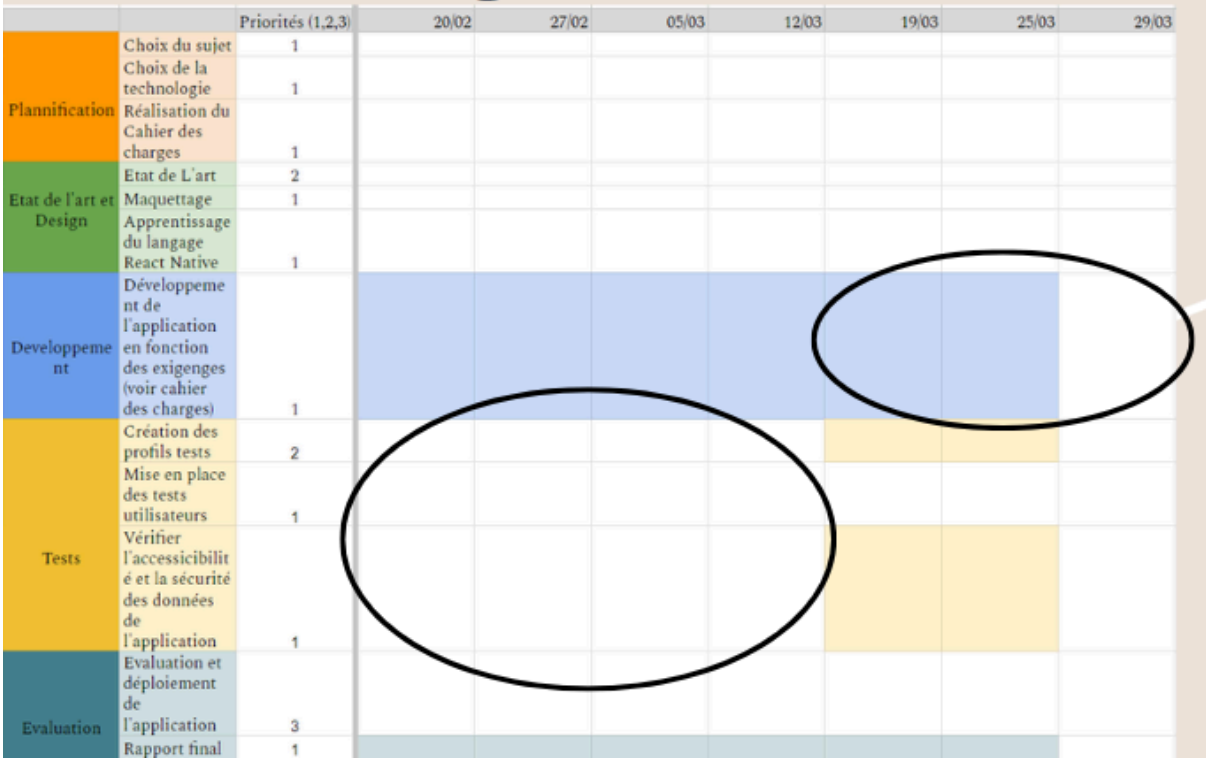 Priorités (1,2,3) 20/02 27/02 05/03 12/03 19/03 25/03 29/03
Plannification
Choix du sujet 1
Choix de la
technologie 1
Réalisation du
Cahier des
charges 1
Etat de l'art et
Design
Etat de L'art 2
Maquettage 1
Apprentissage
du langage
React Native 1
Developpeme
nt
Développeme
nt de
l'application
en fonction
des exigenges
(voir cahier
des charges) 1
Tests
Création des
profils tests 2
Mise en place
des tests
utilisateurs 1
Vérifier
l'accessicibilit
é et la sécurité
des données
de
l'application 1
Evaluation
Evaluation et
déploiement
de
l'application 3
Rapport final 1